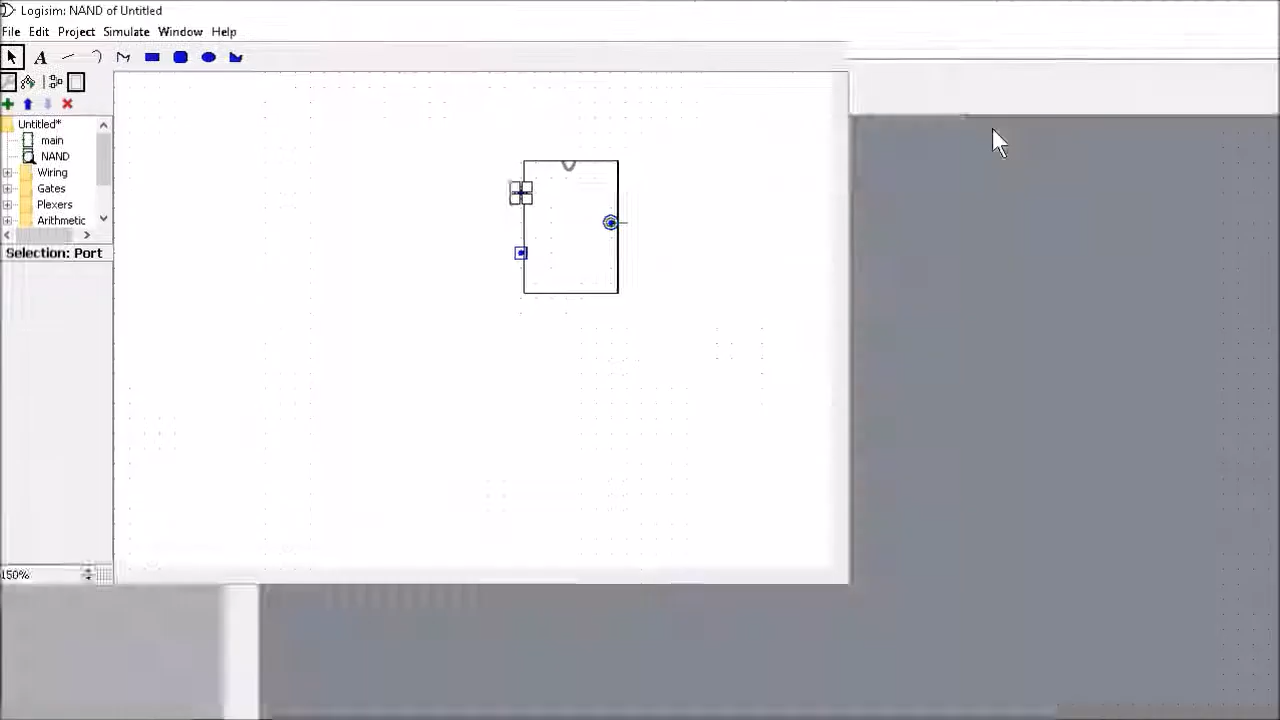 Logisim: NAND of Untitled
File Edit Project Simulate Window Help
A
Untitled*
main
NAND
Wiring
Gates
Plexers
Arithmetic
Selection: Port
150%